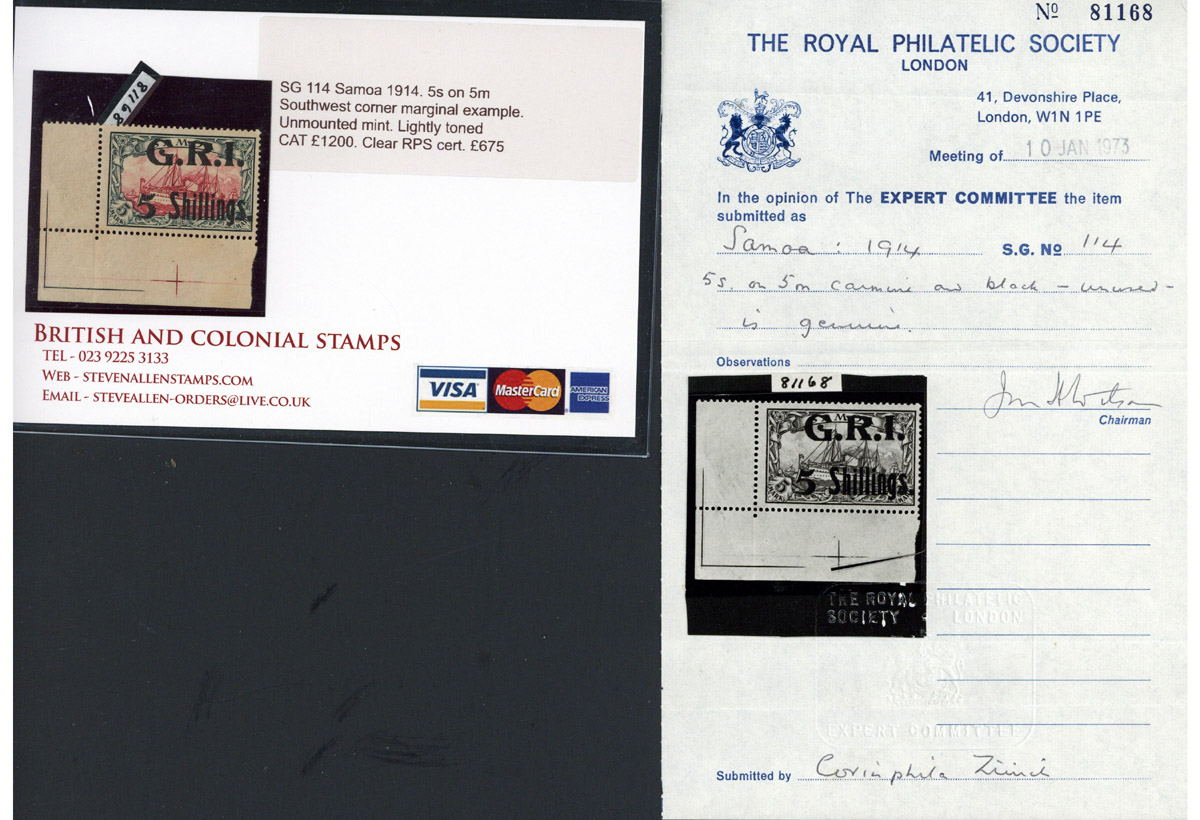 89118
SG 114 Samoa 1914. 5s on 5m
Southwest corner marginal example.
Unmounted mint. Lightly toned
CAT £1200. Clear RPS cert. £675
G.R.I.
5 Shillings.
BRITISH AND COLONIAL STAMPS
TEL - 023 9225 3133
WEB - STEVENALLENSTAMPS.COM
EMAIL - STEVEALLEN-ORDERS@LIVE.CO.UK
VISA
MasterCard
AMERICAN
EXPRESS
Nº 81168
THE ROYAL PHILATELIC SOCIETY
LONDON
41, Devonshire Place,
London, W1N 1PE
Meeting of 10 JAN 1973
In the opinion of The EXPERT COMMITTEE the item
submitted as
Samoa : 1914 S.G. Nº 114
5s. on 5m carmine and black - unused -
is genuine.
Observations
81168
G.R.I.
5 Shillings.
Chairman
THE ROYAL PHILATELIC
SOCIETY LONDON
EXPERT COMMITTEE
Submitted by Corinphila Zürich